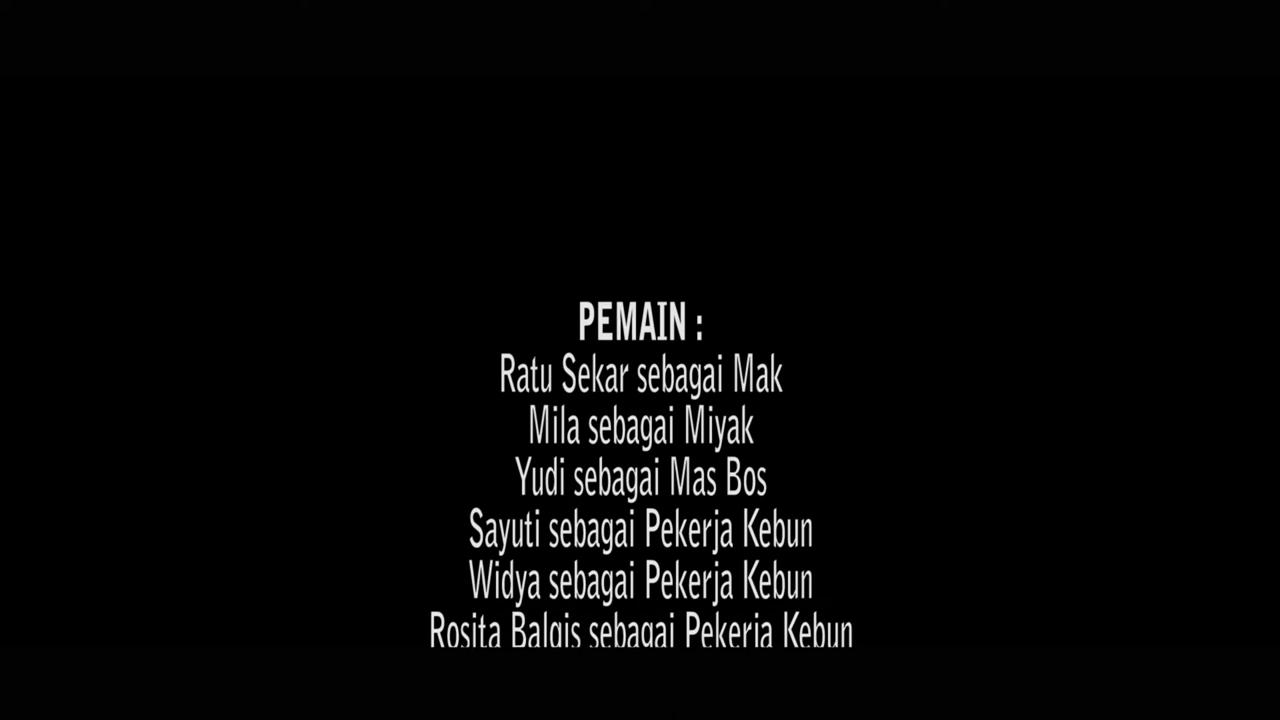 PEMAIN :
Ratu Sekar sebagai Mak
Mila sebagai Miyak
Yudi sebagai Mas Bos
Sayuti sebagai Pekerja Kebun
Widya sebagai Pekerja Kebun
Rosita Balqis sebagai Pekerja Kebun